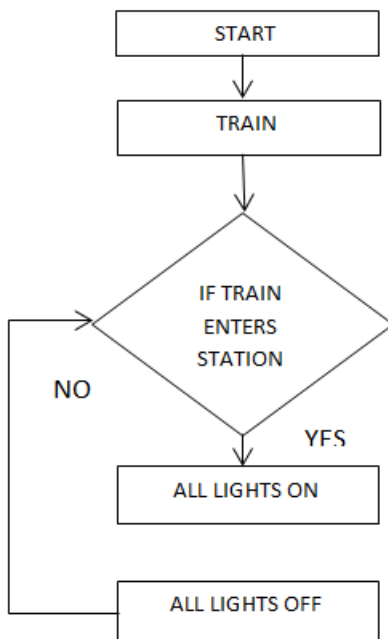 START
TRAIN
IF TRAIN
ENTERS
STATION
NO
YES
ALL LIGHTS ON
ALL LIGHTS OFF